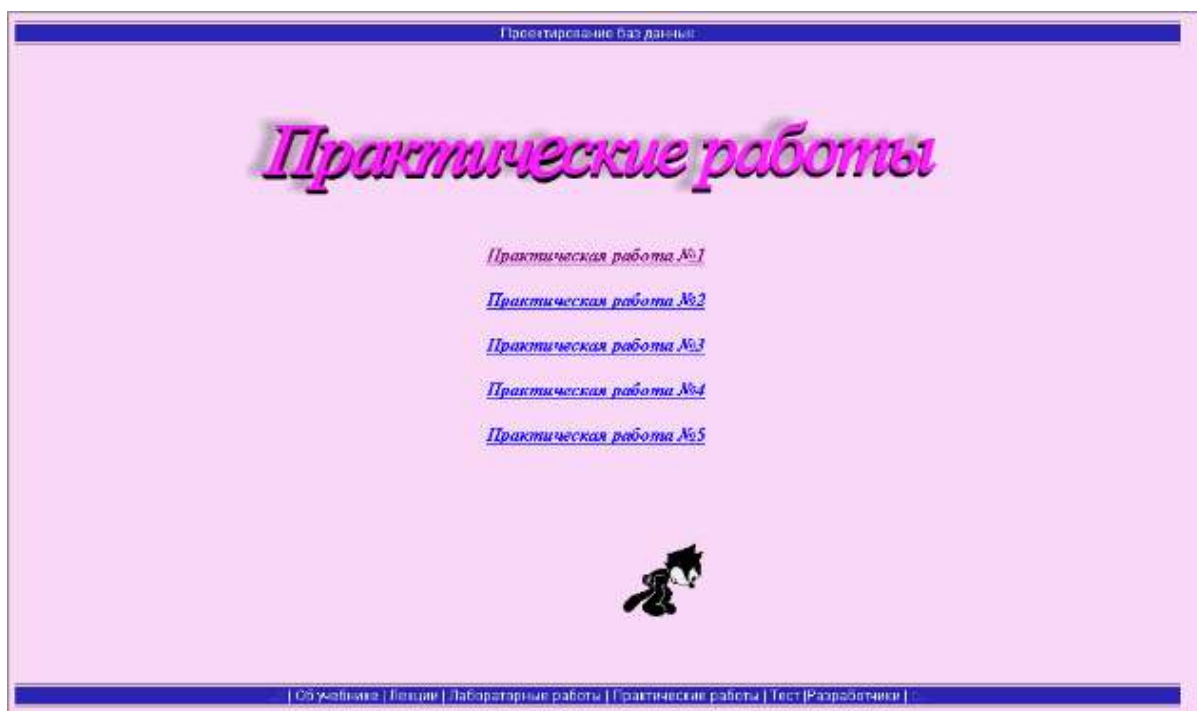 Проектирование баз данных
Практические работы
Практическая работа №1
Практическая работа №2
Практическая работа №3
Практическая работа №4
Практическая работа №5
| Об учебнике | Лекции | Лабораторные работы | Практические работы | Тест |Разработчики |